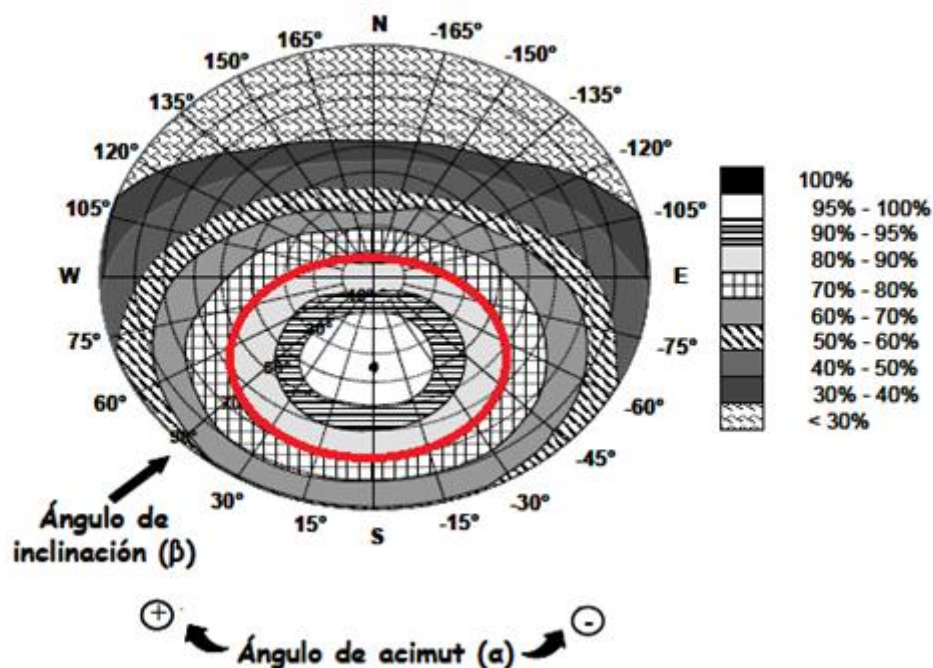 N
165°
-165°
150°
-150°
135°
-135°
120°
-120°
105°
-105°
W
E
75°
-75°
60°
-60°
-45°
30°
-30°
15°
-15°
S
100%
95% - 100%
90% - 95%
80% - 90%
70% - 80%
60% - 70%
50% - 60%
40% - 50%
30% - 40%
< 30%
Ángulo de
inclinación (β)
+
-
Ángulo de acimut (α)